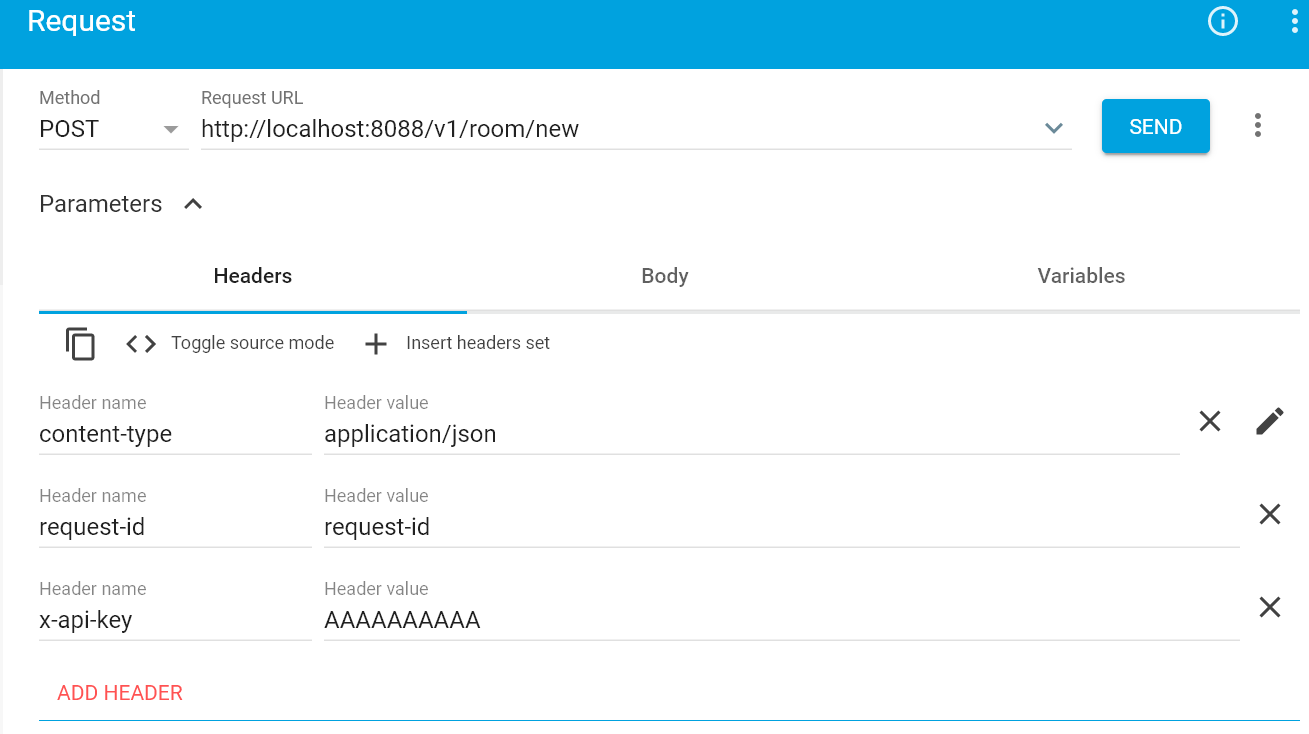 Request
Method
Request URL
POST
http://localhost:8088/v1/room/new
SEND
Parameters
Headers
Body
Variables
Toggle source mode
Insert headers set
Header name
Header value
content-type
application/json
Header name
Header value
request-id
request-id
Header name
Header value
x-api-key
AAAAAAAAAA
ADD HEADER